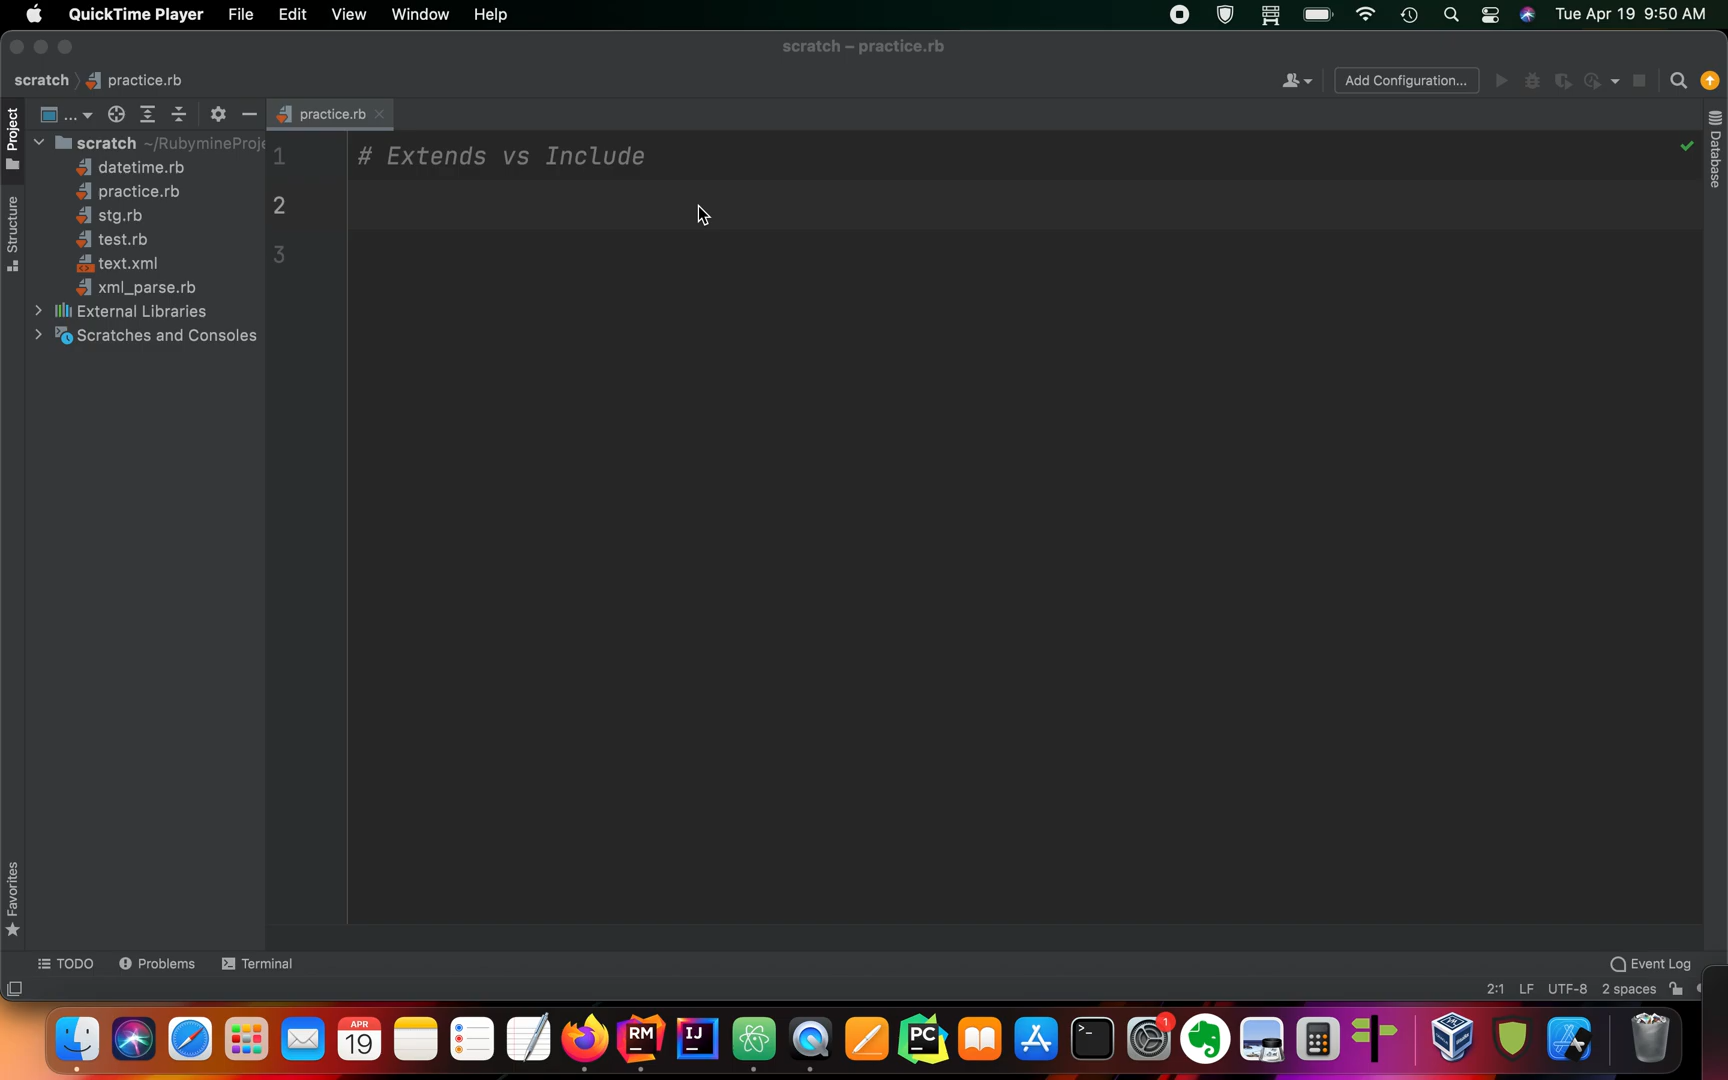 QuickTime Player File Edit View Window Help Tue Apr 19 9:50 AM
scratch – practice.rb
scratch practice.rb Add Configuration...
... practice.rb
Project
Structure
Favorites
scratch ~/RubymineProje
datetime.rb
practice.rb
stg.rb
test.rb
text.xml
xml_parse.rb
External Libraries
Scratches and Consoles
1 # Extends vs Include
2
3
Database
TODO Problems Terminal Event Log
2:1 LF UTF-8 2 spaces
APR
19
RM
IJ
PC
1